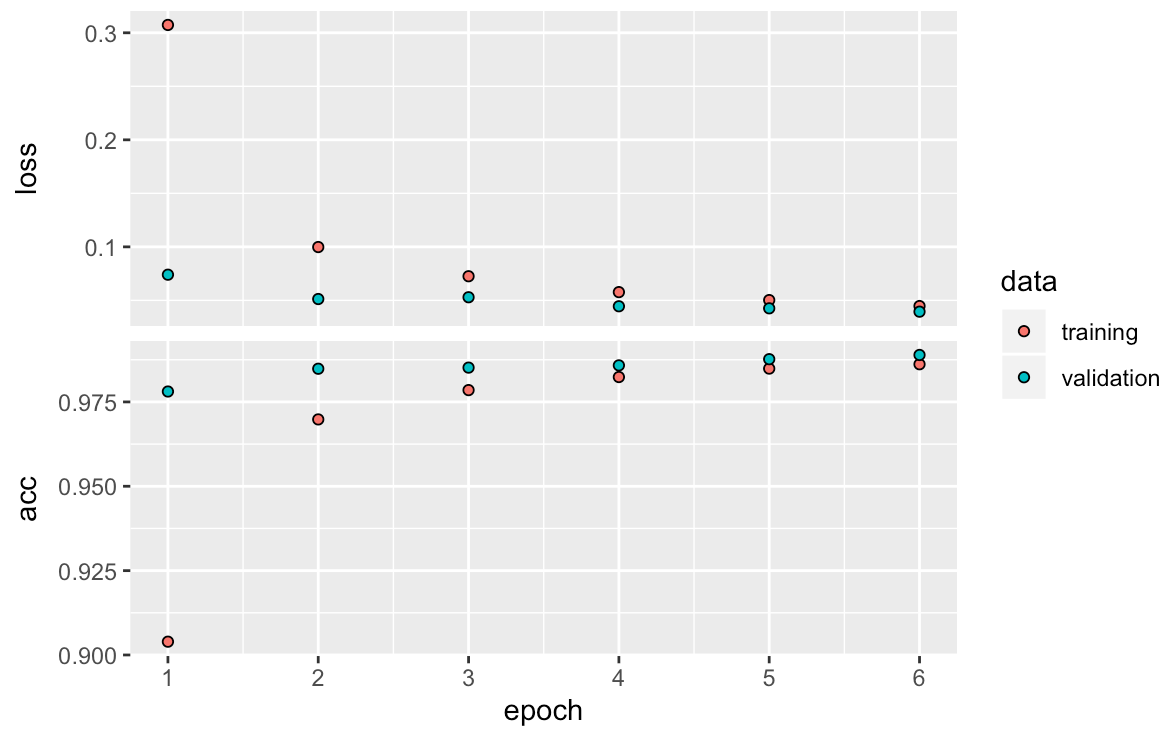 0.3
0.2
0.1
loss
0.975
0.950
0.925
0.900
acc
1 2 3 4 5 6
epoch
data
training
validation